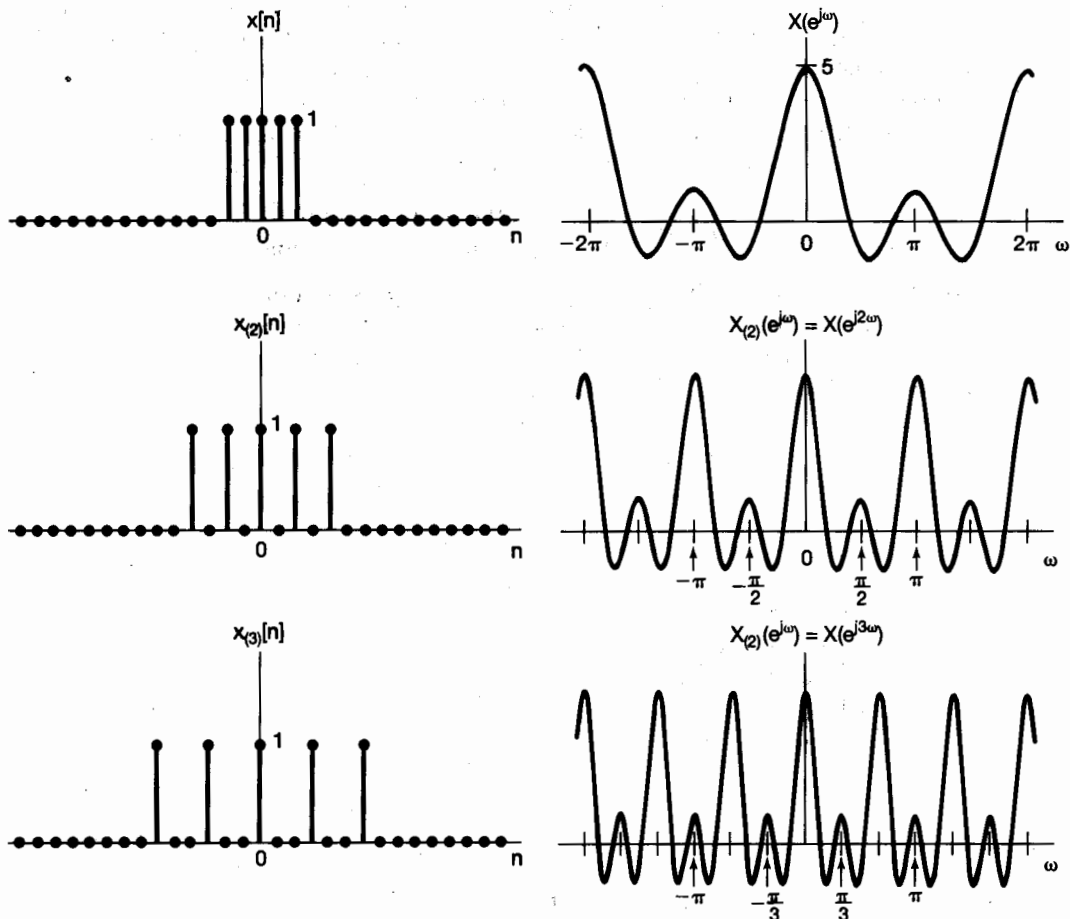 x[n]
1
0
n
X(e^{jω})
5
−2π
−π
0
π
2π
ω
x_{(2)}[n]
1
0
n
X_{(2)}(e^{jω}) = X(e^{j2ω})
−π
−π/2
0
π/2
π
ω
x_{(3)}[n]
1
0
n
X_{(2)}(e^{jω}) = X(e^{j3ω})
−π
−π/3
0
π/3
π
ω